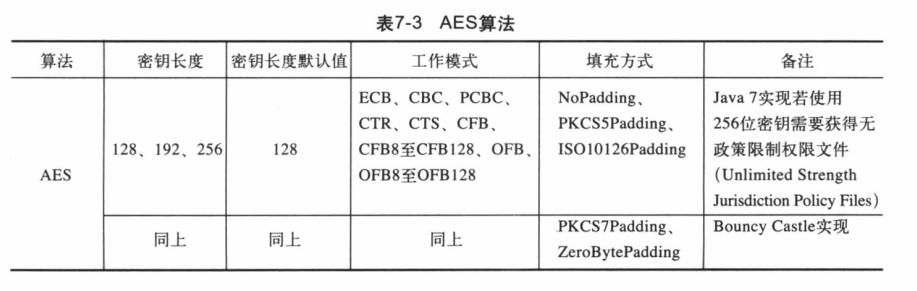 表7-3 AES算法
算法 密钥长度 密钥长度默认值 工作模式 填充方式 备注
AES
128、192、256
128
ECB、CBC、PCBC、
CTR、CTS、CFB、
CFB8至CFB128、OFB、
OFB8至OFB128
NoPadding、
PKCS5Padding、
ISO10126Padding
Java 7实现若使用
256位密钥需要获得无
政策限制权限文件
(Unlimited Strength
Jurisdiction Policy Files)
同上
同上
同上
PKCS7Padding、
ZeroBytePadding
Bouncy Castle实现